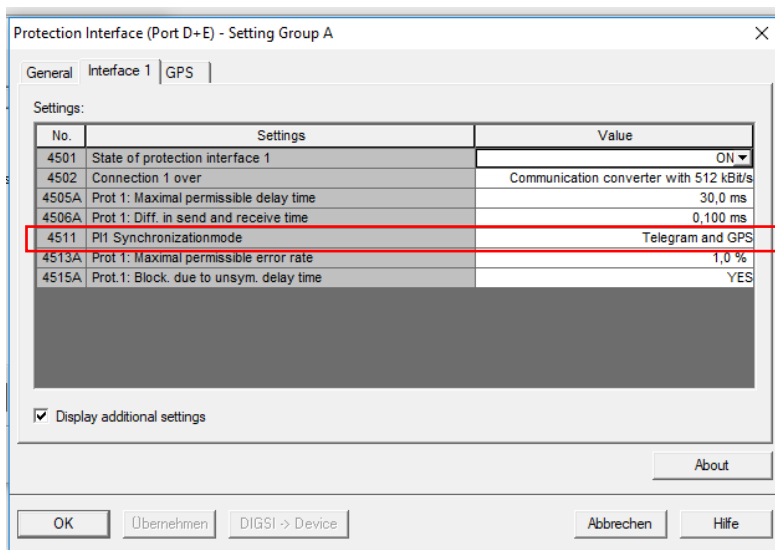 Protection Interface (Port D+E) - Setting Group A
General Interface 1 GPS
Settings:
No. Settings Value
4501 State of protection interface 1 ON
4502 Connection 1 over Communication converter with 512 kBit/s
4505A Prot 1: Maximal permissible delay time 30,0 ms
4506A Prot 1: Diff. in send and receive time 0,100 ms
4511 PI1 Synchronizationmode Telegram and GPS
4513A Prot 1: Maximal permissible error rate 1,0 %
4515A Prot.1: Block. due to unsym. delay time YES
Display additional settings
About
OK Übernehmen DIGSI -> Device Abbrechen Hilfe